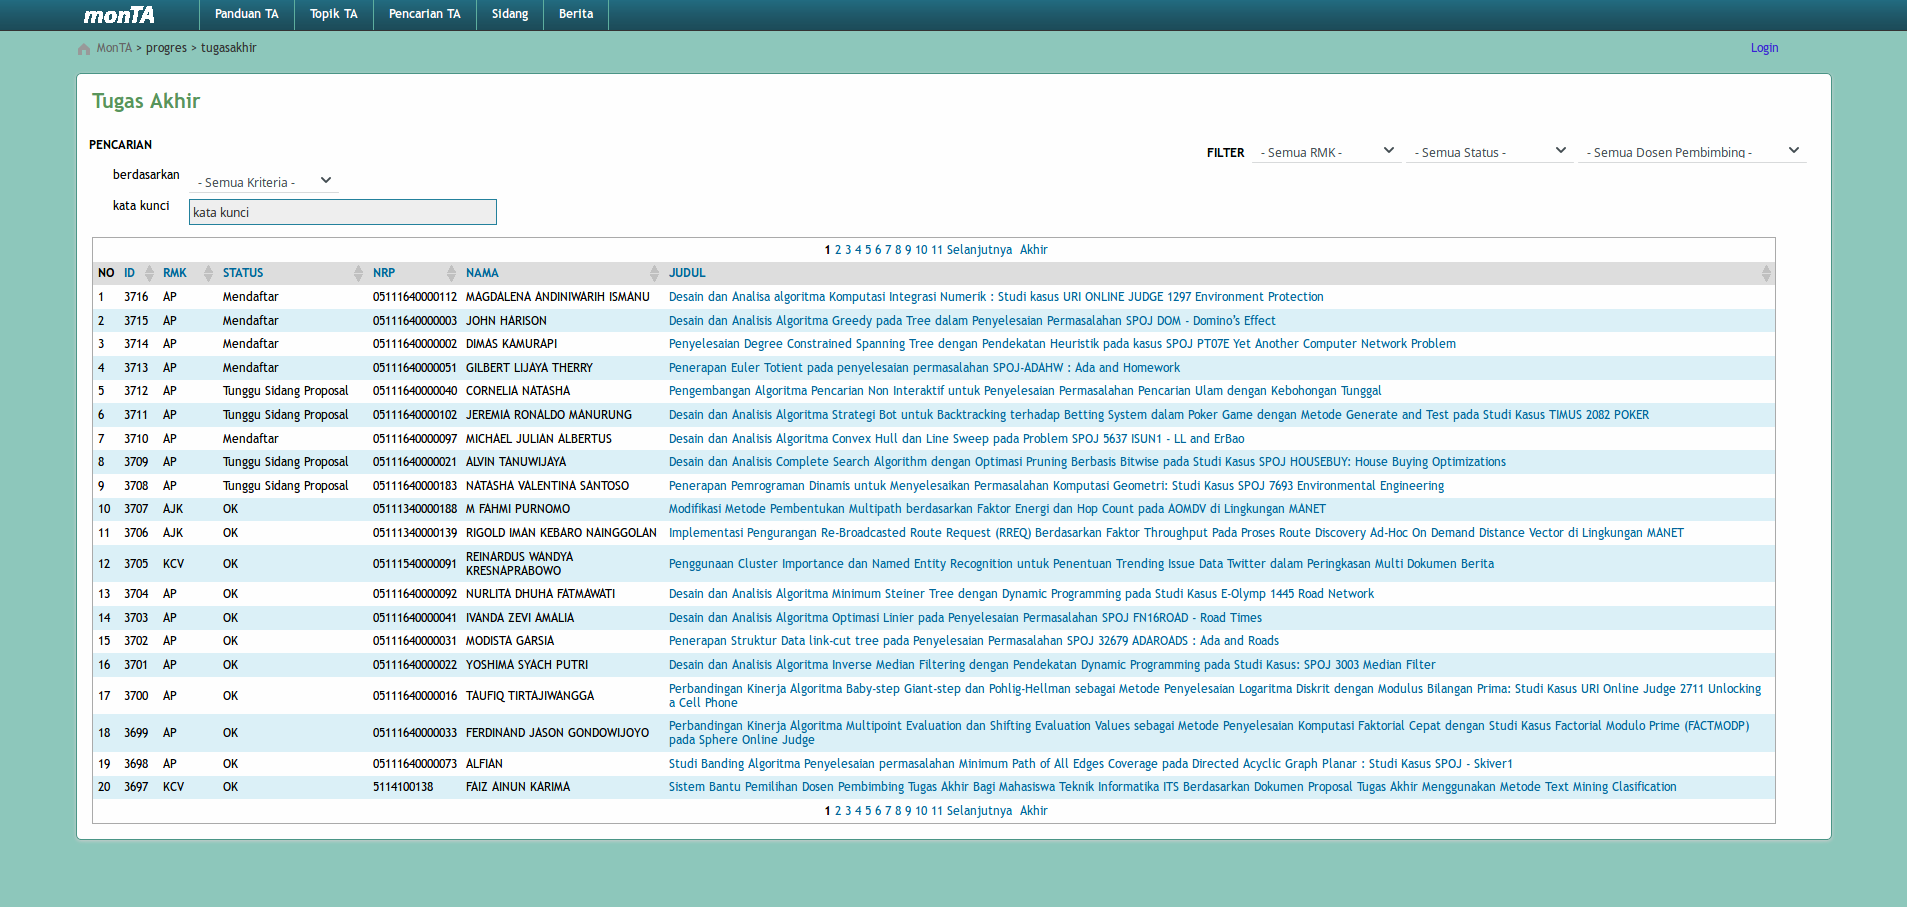 monTA Panduan TA Topik TA Pencarian TA Sidang Berita
MonTA > progres > tugasakhir Login
Tugas Akhir
PENCARIAN
FILTER - Semua RMK - - Semua Status - - Semua Dosen Pembimbing -
berdasarkan - Semua Kriteria -
kata kunci kata kunci
1 2 3 4 5 6 7 8 9 10 11 Selanjutnya Akhir
NO ID RMK STATUS NRP NAMA JUDUL
1 3716 AP Mendaftar 05111640000112 MAGDALENA ANDINIWARIH ISMANU Desain dan Analisa algoritma Komputasi Integrasi Numerik : Studi kasus URI ONLINE JUDGE 1297 Environment Protection
2 3715 AP Mendaftar 05111640000003 JOHN HARISON Desain dan Analisis Algoritma Greedy pada Tree dalam Penyelesaian Permasalahan SPOJ DOM - Domino's Effect
3 3714 AP Mendaftar 05111640000002 DIMAS KAMURAPI Penyelesaian Degree Constrained Spanning Tree dengan Pendekatan Heuristik pada kasus SPOJ PT07E Yet Another Computer Network Problem
4 3713 AP Mendaftar 05111640000051 GILBERT LIJAYA THERRY Penerapan Euler Totient pada penyelesaian permasalahan SPOJ-ADAHW : Ada and Homework
5 3712 AP Tunggu Sidang Proposal 05111640000040 CORNELIA NATASHA Pengembangan Algoritma Pencarian Non Interaktif untuk Penyelesaian Permasalahan Pencarian Ulam dengan Kebohongan Tunggal
6 3711 AP Tunggu Sidang Proposal 05111640000102 JEREMIA RONALDO MANURUNG Desain dan Analisis Algoritma Strategi Bot untuk Backtracking terhadap Betting System dalam Poker Game dengan Metode Generate and Test pada Studi Kasus TIMUS 2082 POKER
7 3710 AP Mendaftar 05111640000097 MICHAEL JULIAN ALBERTUS Desain dan Analisis Algoritma Convex Hull dan Line Sweep pada Problem SPOJ 5637 ISUN1 - LL and ErBao
8 3709 AP Tunggu Sidang Proposal 05111640000021 ALVIN TANUWIJAYA Desain dan Analisis Complete Search Algorithm dengan Optimasi Pruning Berbasis Bitwise pada Studi Kasus SPOJ HOUSEBUY: House Buying Optimizations
9 3708 AP Tunggu Sidang Proposal 05111640000183 NATASHA VALENTINA SANTOSO Penerapan Pemrograman Dinamis untuk Menyelesaikan Permasalahan Komputasi Geometri: Studi Kasus SPOJ 7693 Environmental Engineering
10 3707 AJK OK 05111340000188 M FAHMI PURNOMO Modifikasi Metode Pembentukan Multipath berdasarkan Faktor Energi dan Hop Count pada AOMDV di Lingkungan MANET
11 3706 AJK OK 05111340000139 RIGOLD IMAN KEBARO NAINGGOLAN Implementasi Pengurangan Re-Broadcasted Route Request (RREQ) Berdasarkan Faktor Throughput Pada Proses Route Discovery Ad-Hoc On Demand Distance Vector di Lingkungan MANET
12 3705 KCV OK 05111540000091 REINARDUS WANDYA
KRESNAPRABOWO Penggunaan Cluster Importance dan Named Entity Recognition untuk Penentuan Trending Issue Data Twitter dalam Peringkasan Multi Dokumen Berita
13 3704 AP OK 05111640000092 NURLITA DHUHA FATMAWATI Desain dan Analisis Algoritma Minimum Steiner Tree dengan Dynamic Programming pada Studi Kasus E-Olymp 1445 Road Network
14 3703 AP OK 05111640000041 IVANDA ZEVI AMALIA Desain dan Analisis Algoritma Optimasi Linier pada Penyelesaian Permasalahan SPOJ FN16ROAD - Road Times
15 3702 AP OK 05111640000031 MODISTA GARSIA Penerapan Struktur Data link-cut tree pada Penyelesaian Permasalahan SPOJ 32679 ADAROADS : Ada and Roads
16 3701 AP OK 05111640000022 YOSHIMA SYACH PUTRI Desain dan Analisis Algoritma Inverse Median Filtering dengan Pendekatan Dynamic Programming pada Studi Kasus: SPOJ 3003 Median Filter
17 3700 AP OK 05111640000016 TAUFIQ TIRTAJIWANGGA Perbandingan Kinerja Algoritma Baby-step Giant-step dan Pohlig-Hellman sebagai Metode Penyelesaian Logaritma Diskrit dengan Modulus Bilangan Prima: Studi Kasus URI Online Judge 2711 Unlocking
a Cell Phone
18 3699 AP OK 05111640000033 FERDINAND JASON GONDOWIJOYO Perbandingan Kinerja Algoritma Multipoint Evaluation dan Shifting Evaluation Values sebagai Metode Penyelesaian Komputasi Faktorial Cepat dengan Studi Kasus Factorial Modulo Prime (FACTMODP)
pada Sphere Online Judge
19 3698 AP OK 05111640000073 ALFIAN Studi Banding Algoritma Penyelesaian permasalahan Minimum Path of All Edges Coverage pada Directed Acyclic Graph Planar : Studi Kasus SPOJ - Skiver1
20 3697 KCV OK 5114100138 FAIZ AINUN KARIMA Sistem Bantu Pemilihan Dosen Pembimbing Tugas Akhir Bagi Mahasiswa Teknik Informatika ITS Berdasarkan Dokumen Proposal Tugas Akhir Menggunakan Metode Text Mining Clasification
1 2 3 4 5 6 7 8 9 10 11 Selanjutnya Akhir